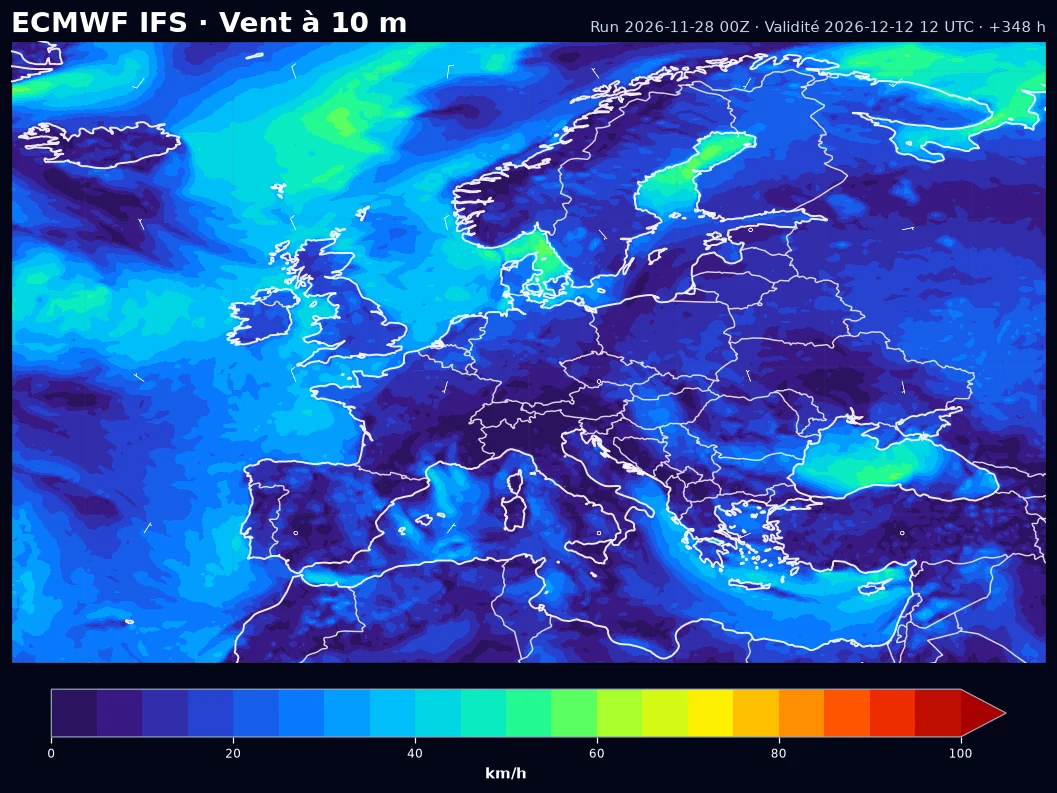 ECMWF IFS · Vent à 10 m
Run 2026-11-28 00Z · Validité 2026-12-12 12 UTC · +348 h
0 20 40 60 80 100
km/h